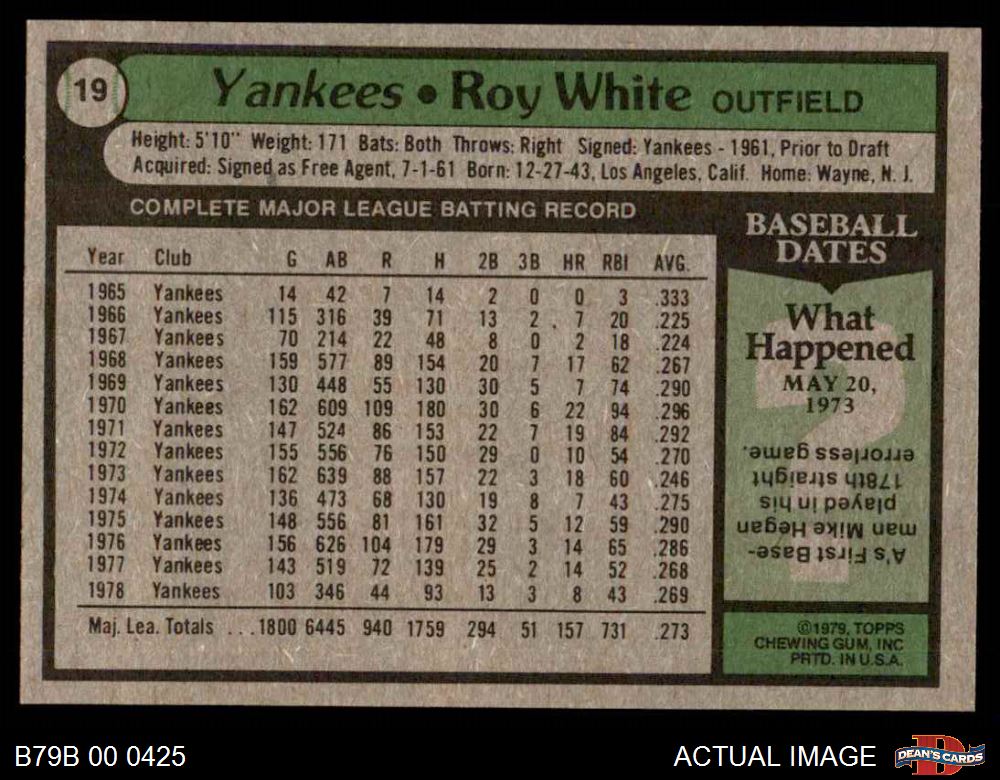 19
Yankees • Roy White OUTFIELD
Height: 5'10" Weight: 171 Bats: Both Throws: Right Signed: Yankees - 1961, Prior to Draft
Acquired: Signed as Free Agent, 7-1-61 Born: 12-27-43, Los Angeles, Calif. Home: Wayne, N. J.
COMPLETE MAJOR LEAGUE BATTING RECORD
Year Club G AB R H 2B 3B HR RBI AVG.
1965 Yankees 14 42 7 14 2 0 0 3 .333
1966 Yankees 115 316 39 71 13 2 7 20 .225
1967 Yankees 70 214 22 48 8 0 2 18 .224
1968 Yankees 159 577 89 154 20 7 17 62 .267
1969 Yankees 130 448 55 130 30 5 7 74 .290
1970 Yankees 162 609 109 180 30 6 22 94 .296
1971 Yankees 147 524 86 153 22 7 19 84 .292
1972 Yankees 155 556 76 150 29 0 10 54 .270
1973 Yankees 162 639 88 157 22 3 18 60 .246
1974 Yankees 136 473 68 130 19 8 7 43 .275
1975 Yankees 148 556 81 161 32 5 12 59 .290
1976 Yankees 156 626 104 179 29 3 14 65 .286
1977 Yankees 143 519 72 139 25 2 14 52 .268
1978 Yankees 103 346 44 93 13 3 8 43 .269
Maj. Lea. Totals ...1800 6445 940 1759 294 51 157 731 .273
BASEBALL
DATES
What
Happened
MAY 20,
1973
A's First Base-
man Mike Hegan
played in his
178th straight
errorless game.
©1979, TOPPS
CHEWING GUM, INC
PRTD. IN U.S.A.
B79B 00 0425
ACTUAL IMAGE
D
DEAN'S CARDS